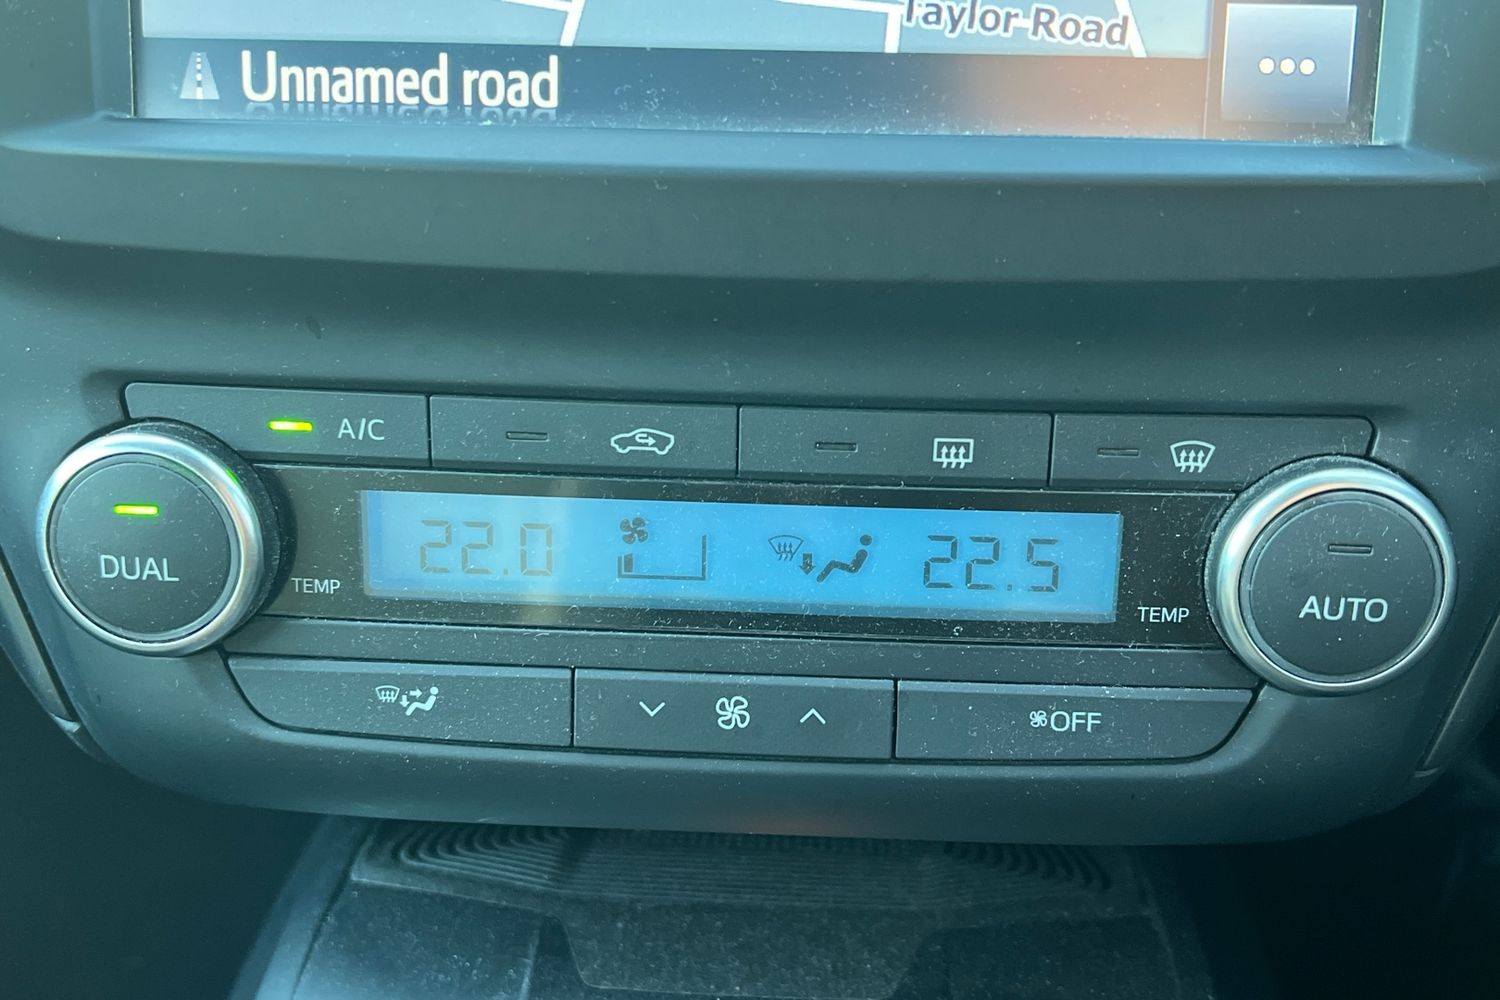 Taylor Road
Unnamed road
A/C
DUAL
TEMP
22.0
22.5
TEMP
AUTO
OFF